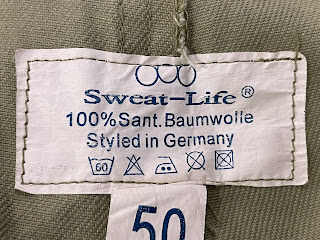 Sweat-Life®
100%Sant.Baumwolle
Styled in Germany
60
50